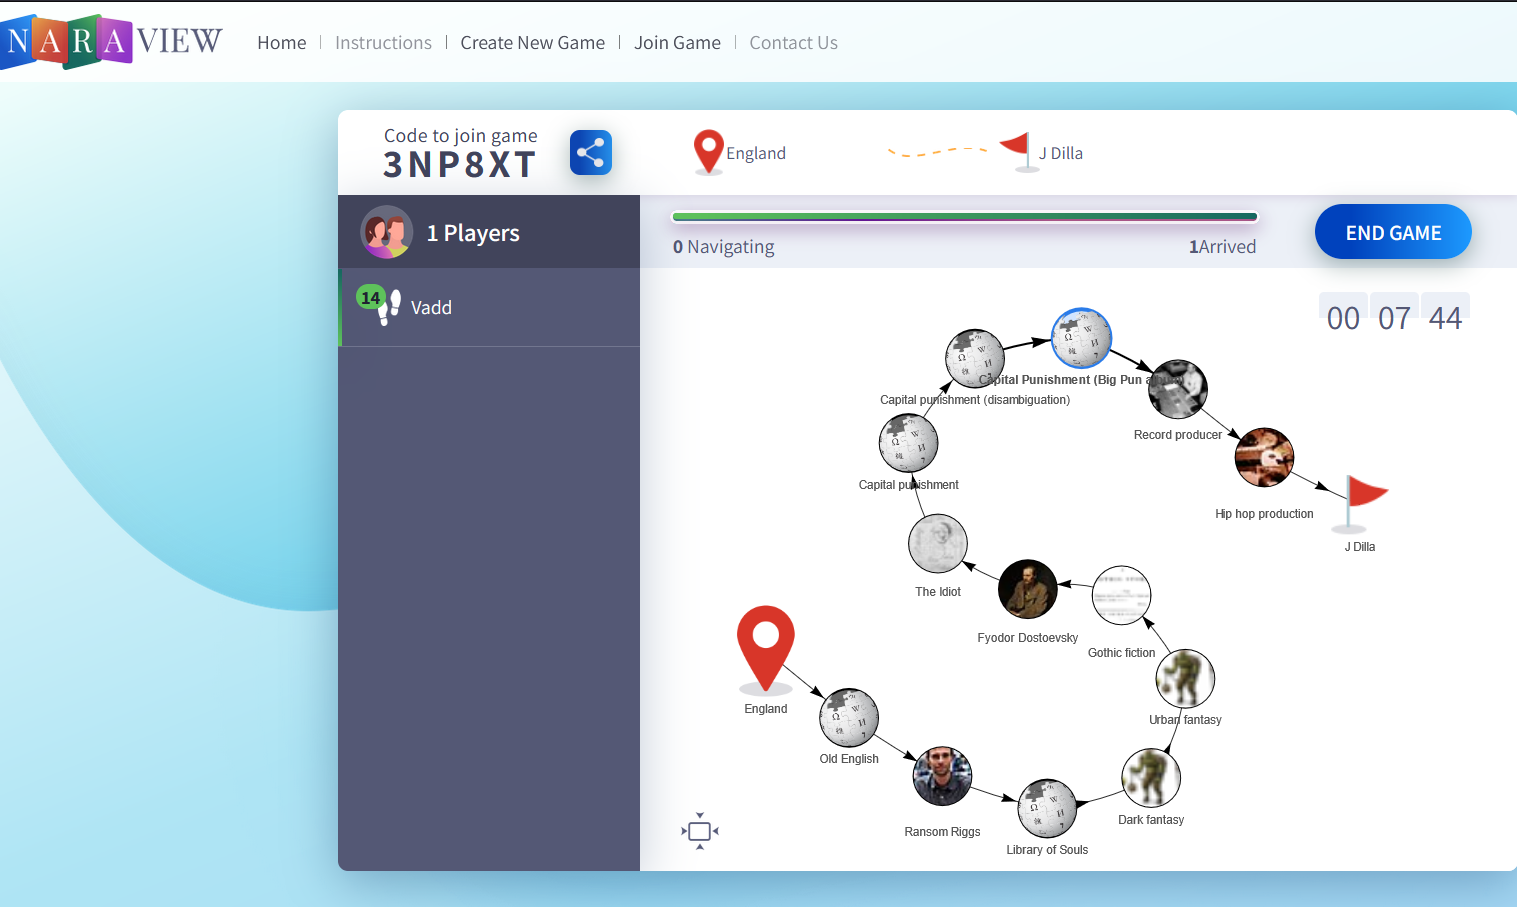 NARAVIEW
Home
Instructions
Create New Game
Join Game
Contact Us
Code to join game
3NP8XT
England
J Dilla
1 Players
0 Navigating
1Arrived
END GAME
14
Vadd
00 07 44
Capital Punishment (Big Pun album)
Capital punishment (disambiguation)
Record producer
Capital punishment
Hip hop production
J Dilla
The Idiot
Fyodor Dostoevsky
Gothic fiction
England
Urban fantasy
Old English
Dark fantasy
Ransom Riggs
Library of Souls